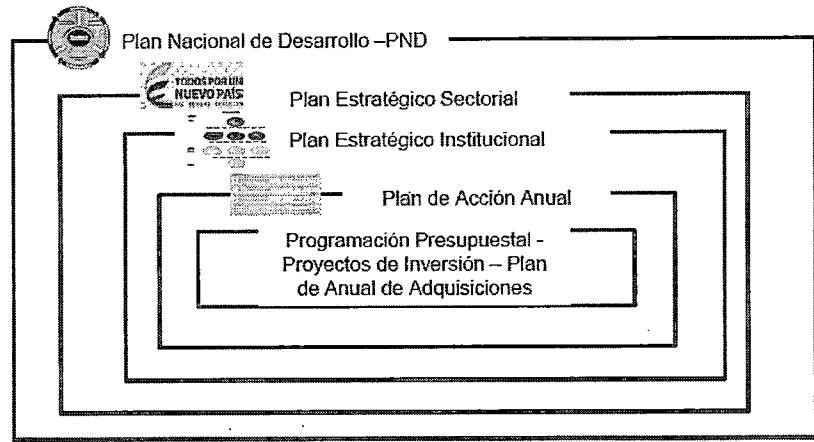 Plan Nacional de Desarrollo –PND
TODOS POR UN
NUEVO PAÍS
Plan Estratégico Sectorial
Plan Estratégico Institucional
Plan de Acción Anual
Programación Presupuestal -
Proyectos de Inversión – Plan
de Anual de Adquisiciones